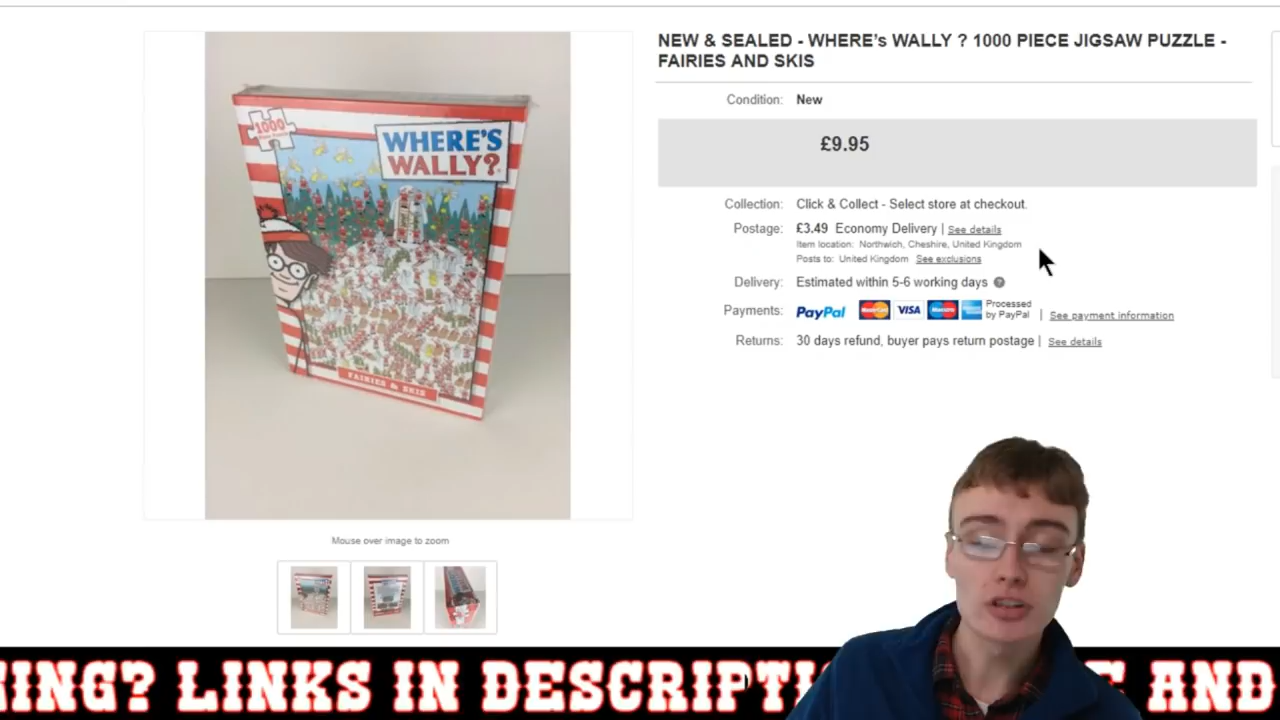 NEW & SEALED - WHERE's WALLY ? 1000 PIECE JIGSAW PUZZLE -
FAIRIES AND SKIS
Condition: New
£9.95
Collection: Click & Collect - Select store at checkout.
Postage: £3.49 Economy Delivery | See details
Item location: Northwich, Cheshire, United Kingdom
Posts to: United Kingdom See exclusions
Delivery: Estimated within 5-6 working days ?
Payments: PayPal VISA Processed
by PayPal | See payment information
Returns: 30 days refund, buyer pays return postage | See details
1000
WHERE'S
WALLY?
FAIRIES & SKIS
Mouse over image to zoom
KING? LINKS IN DESCRIPTI AND